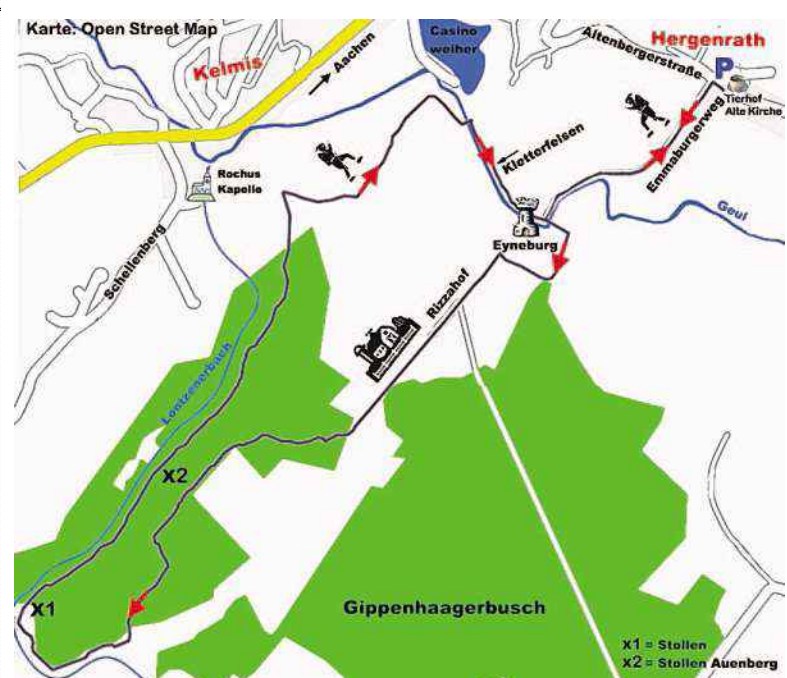 Karte: Open Street Map
Casino
weiher
Altenbergerstraße
Hergenrath
P
Kelmis
Aachen
Tierhof
Alte Kirche
Emmaburgerweg
Kletterfelsen
Rochus
Kapelle
Geul
Eyneburg
Schellenberg
Rizzahof
Lontzenerbach
X2
X1
Gippenhaagerbusch
X1 = Stollen
X2 = Stollen Auenberg